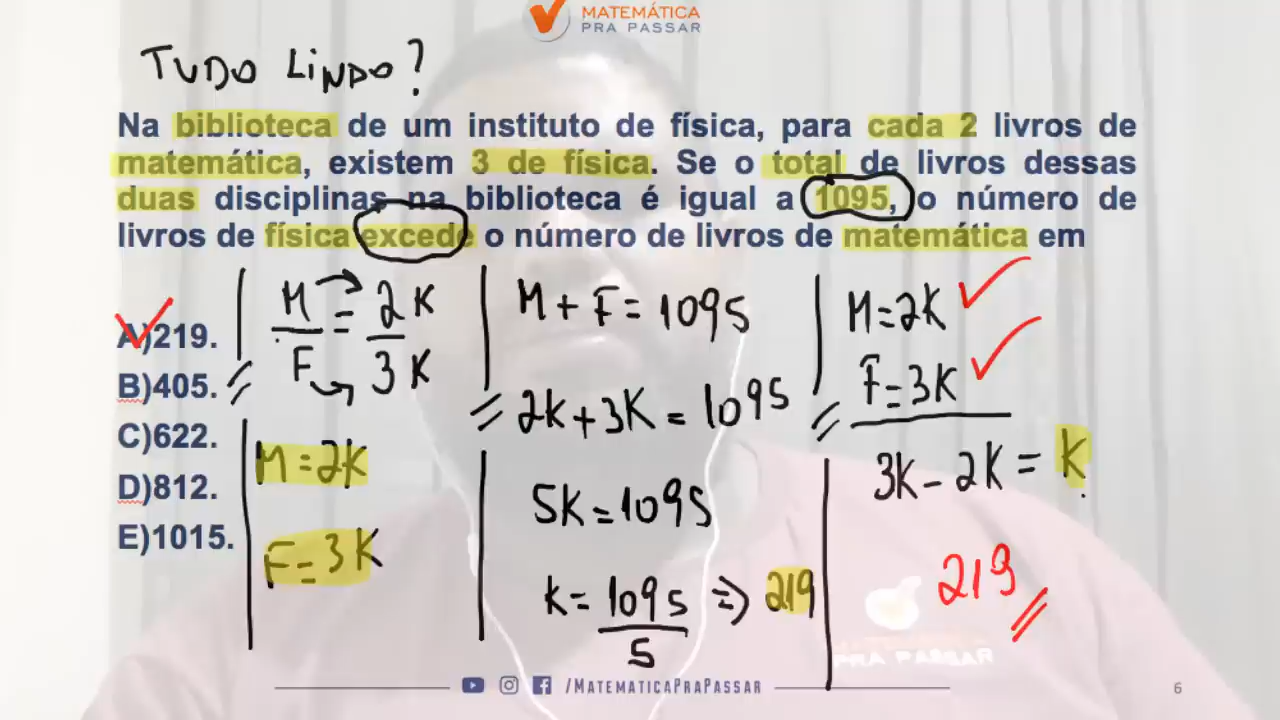 MATEMÁTICA
PRA PASSAR
TUDO LINDO?
Na biblioteca de um instituto de física, para cada 2 livros de
matemática, existem 3 de física. Se o total de livros dessas
duas disciplinas na biblioteca é igual a 1095, o número de
livros de física excede o número de livros de matemática em
A)219.
B)405.
C)622.
D)812.
E)1015.
M/F = 2K/3K
M=2K
F=3K
M+F=1095
2K+3K=1095
5K=1095
K=1095/5 => 219
M=2K
F=3K
3K-2K=K
219
MATEMÁTICA
PRA PASSAR
/MATEMATICAPRAPASSAR
6